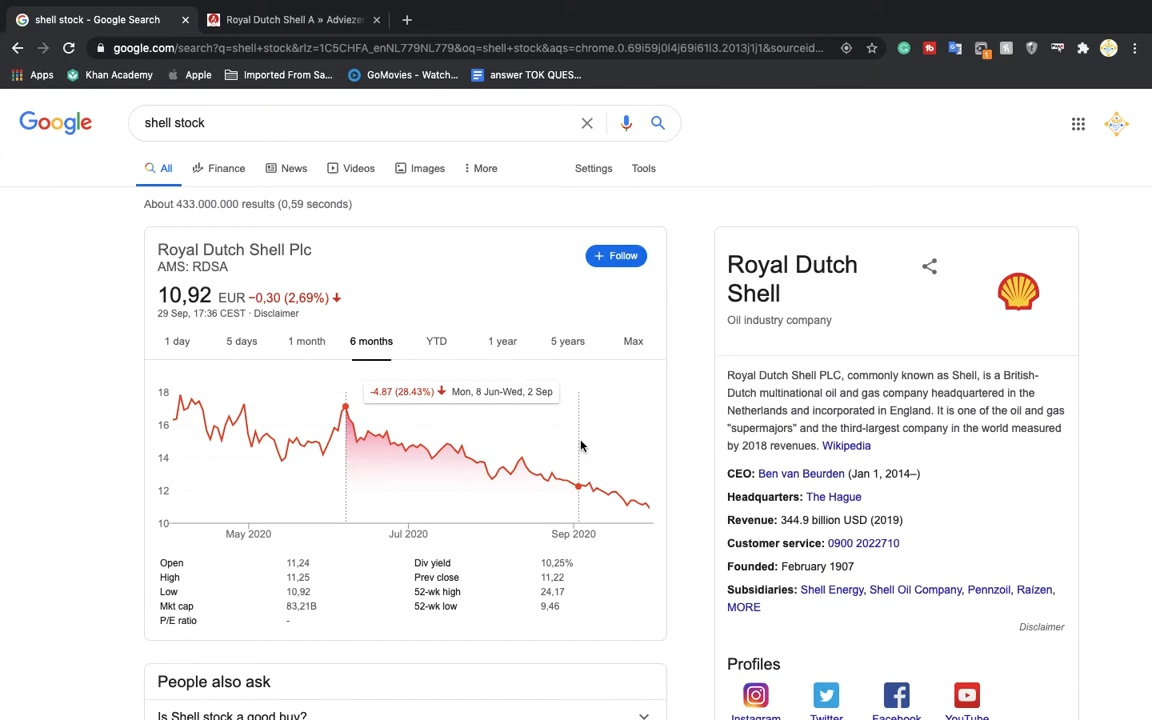 shell stock - Google Search
Royal Dutch Shell A » Adviezen
google.com/search?q=shell+stock&rlz=1C5CHFA_enNL779NL779&oq=shell+stock&aqs=chrome.0.69i59j0l4j69i61l3.2013j1j1&sourceid...
Apps
Khan Academy
Apple
Imported From Sa...
GoMovies - Watch...
answer TOK QUES...
Google
shell stock
All
Finance
News
Videos
Images
More
Settings
Tools
About 433.000.000 results (0,59 seconds)
Royal Dutch Shell Plc
AMS: RDSA
+ Follow
10,92 EUR −0,30 (2,69%)
29 Sep, 17:36 CEST · Disclaimer
1 day 5 days 1 month 6 months YTD 1 year 5 years Max
-4.87 (28.43%) Mon, 8 Jun-Wed, 2 Sep
18
16
14
12
10
May 2020 Jul 2020 Sep 2020
Open 11,24 Div yield 10,25%
High 11,25 Prev close 11,22
Low 10,92 52-wk high 24,17
Mkt cap 83,21B 52-wk low 9,46
P/E ratio -
People also ask
Is Shell stock a good buy?
Royal Dutch
Shell
Oil industry company
Royal Dutch Shell PLC, commonly known as Shell, is a British-
Dutch multinational oil and gas company headquartered in the
Netherlands and incorporated in England. It is one of the oil and gas
"supermajors" and the third-largest company in the world measured
by 2018 revenues. Wikipedia
CEO: Ben van Beurden (Jan 1, 2014–)
Headquarters: The Hague
Revenue: 344.9 billion USD (2019)
Customer service: 0900 2022710
Founded: February 1907
Subsidiaries: Shell Energy, Shell Oil Company, Pennzoil, Raízen,
MORE
Disclaimer
Profiles
Instagram Twitter Facebook YouTube